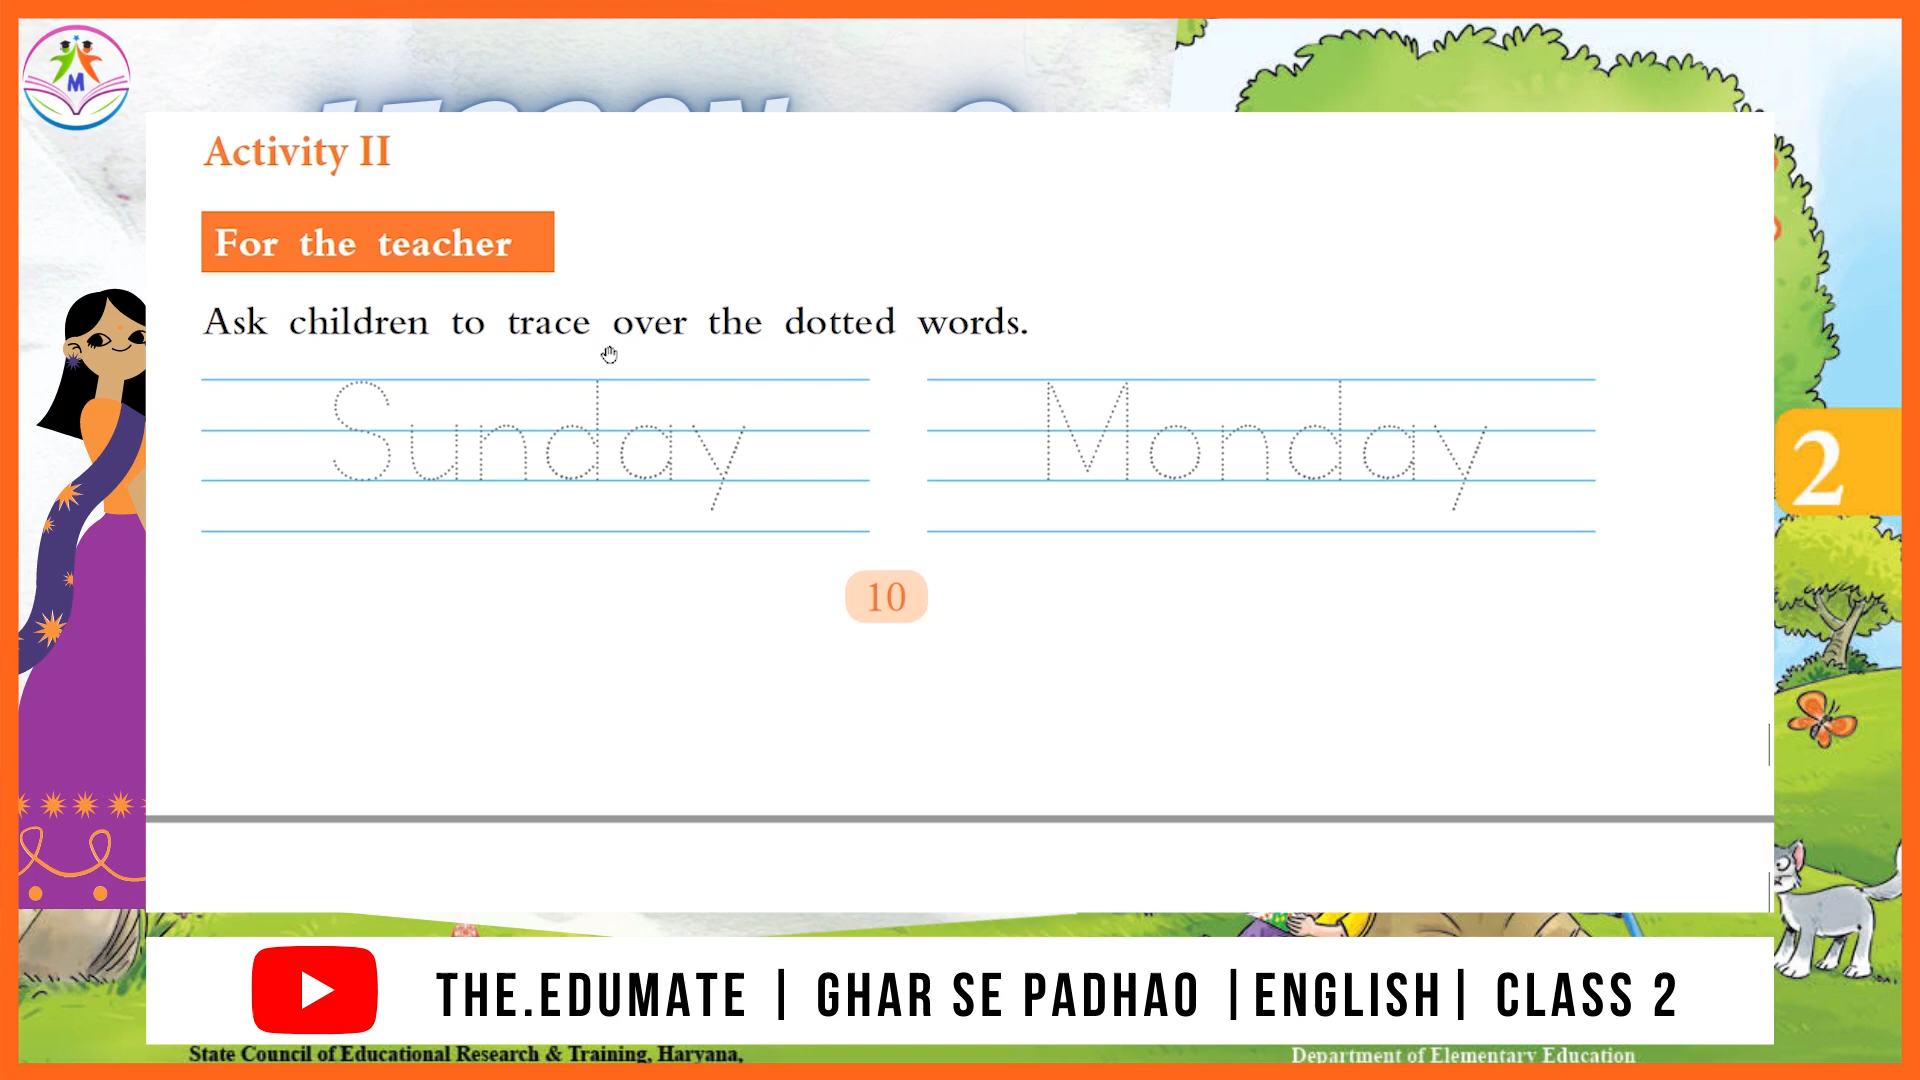 M
Activity II
For the teacher
Ask children to trace over the dotted words.
Sunday Monday
2
10
THE.EDUMATE | GHAR SE PADHAO |ENGLISH| CLASS 2
State Council of Educational Research & Training, Haryana,
Department of Elementary Education